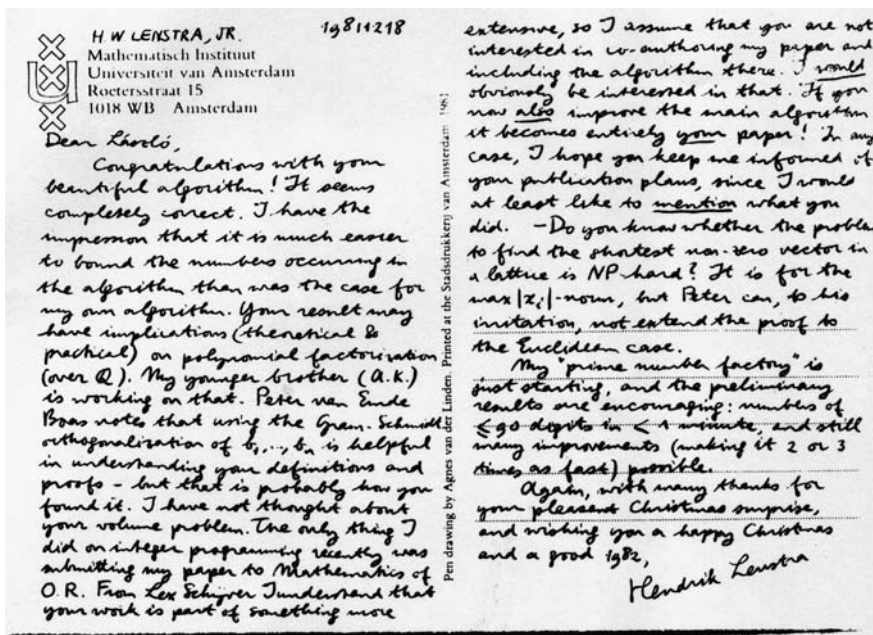 H.W. LENSTRA, JR.
19811218
Mathematisch Instituut
Universiteit van Amsterdam
Roetersstraat 15
1018 WB Amsterdam
Dear László,
Congratulations with your
beautiful algorithm! It seems
completely correct. I have the
impression that it is much easier
to bound the numbers occurring in
the algorithm than was the case for
my own algorithm. Your result may
have implications (theoretical &
practical) on polynomial factorization
(over Q). My younger brother (A.K.)
is working on that. Peter van Emde
Boas notes that using the Gram-Schmidt
orthogonalization of b₁,..., bₙ is helpful
in understanding your definitions and
proofs - but that is probably how you
found it. I have not thought about
your volume problem. The only thing I
did on integer programming recently was
submitting my paper to Mathematics of
O.R. From Lex Schijver I understand that
your work is part of something more
Pen drawing by Agnes van der Linden. Printed at the Stadsdrukkerij van Amsterdam 1981
extensive, so I assume that you are not
interested in co-authoring my paper and
including the algorithm there. I would
obviously be interested in that. If you
now also improve the main algorithm
it becomes entirely your paper! In any
case, I hope you keep me informed of
your publication plans, since I would
at least like to mention what you
did. - Do you know whether the proble
to find the shortest non-zero vector in
a lattice is NP-hard? It is for the
max |xᵢ|-norm, but Peter can, to his
irritation, not extend the proof to
the Euclidean case.
My "prime number factory" is
just starting, and the preliminary
results are encouraging: numbers of
≤90 digits in < 1 minute, and still
many improvements (making it 2 or 3
times as fast) possible.
Again, with many thanks for
your pleasant Christmas surprise,
and wishing you a happy Christmas
and a good 1982,
Hendrik Lenstra